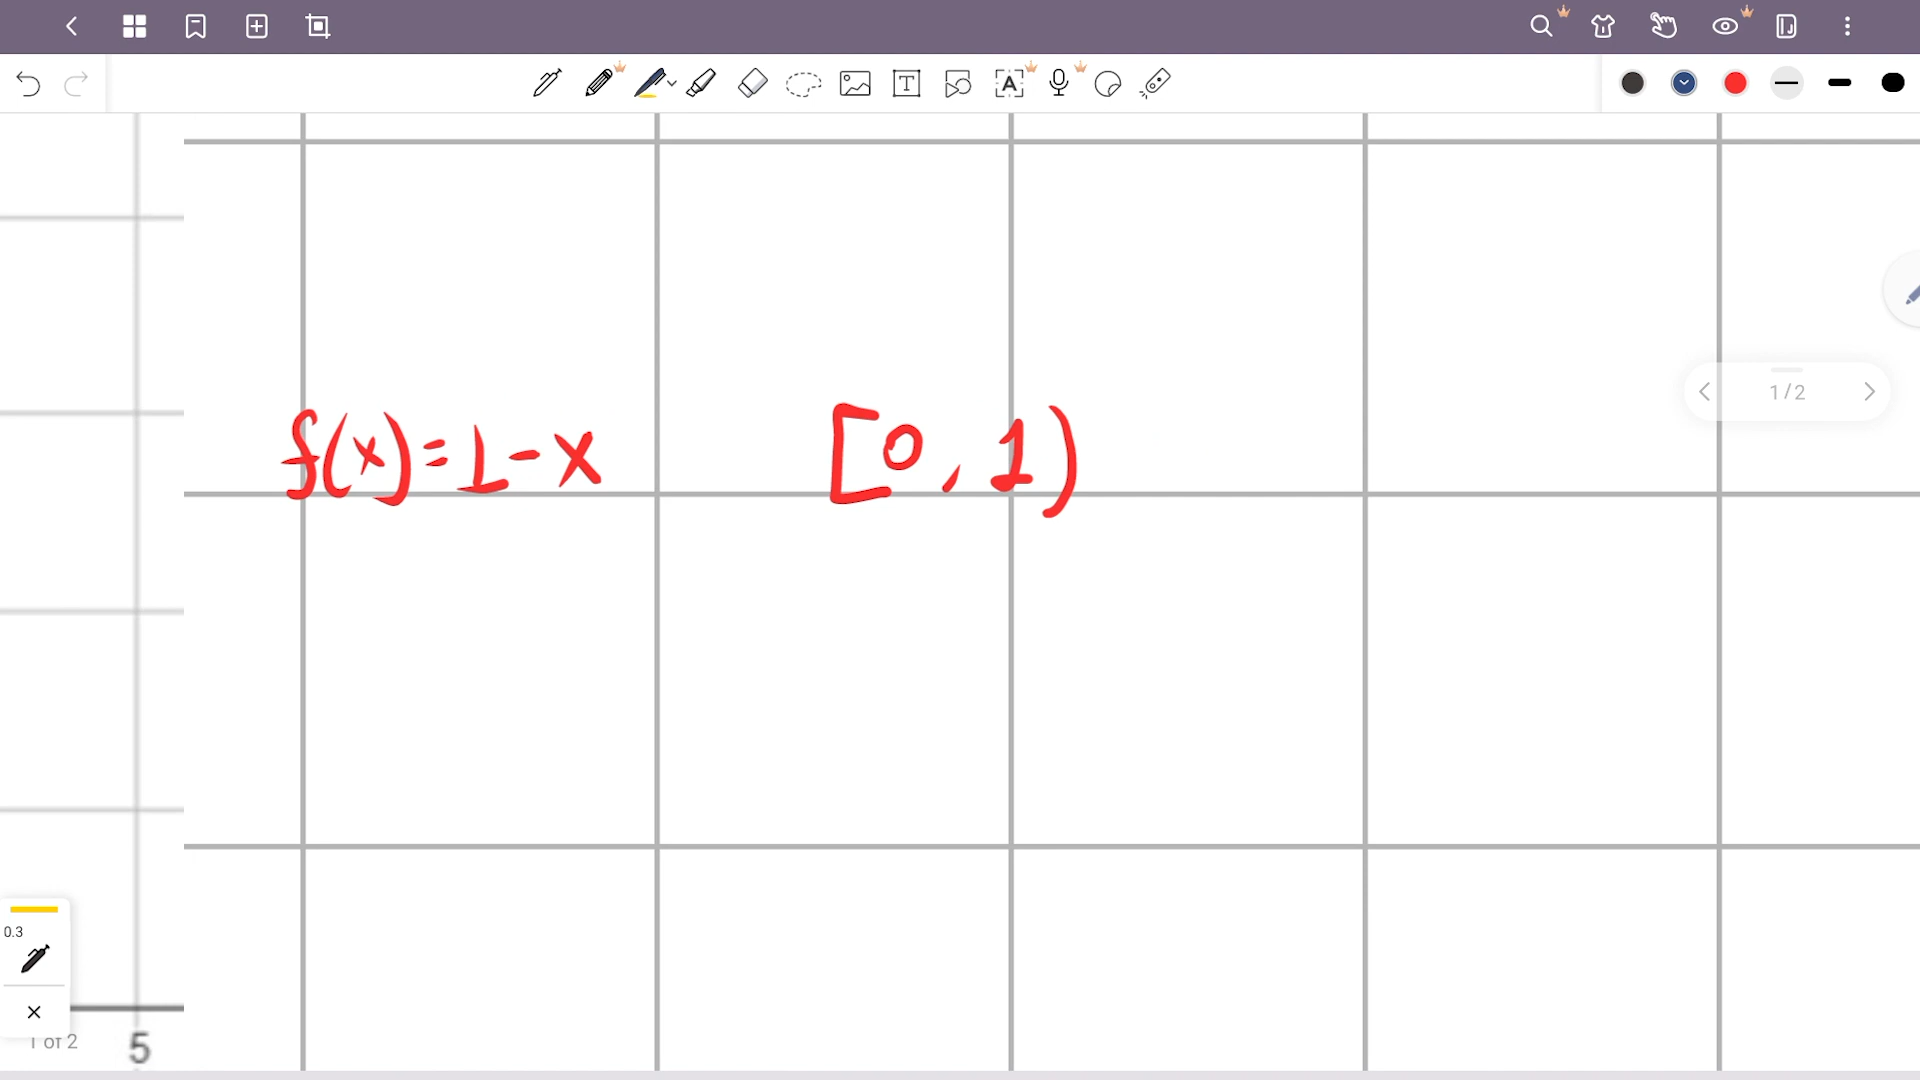 f(x)=1-x [0,1)
1/2
0.3
1 of 2
5